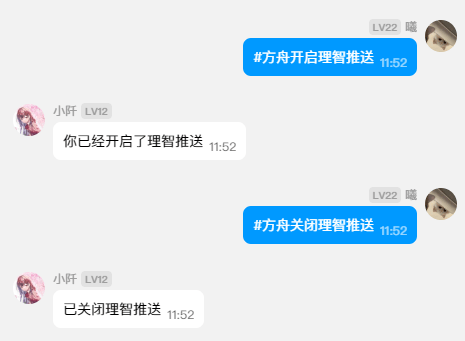 LV22 曦
#方舟开启理智推送 11:52
小阡 LV12
你已经开启了理智推送 11:52
LV22 曦
#方舟关闭理智推送 11:52
小阡 LV12
已关闭理智推送 11:52